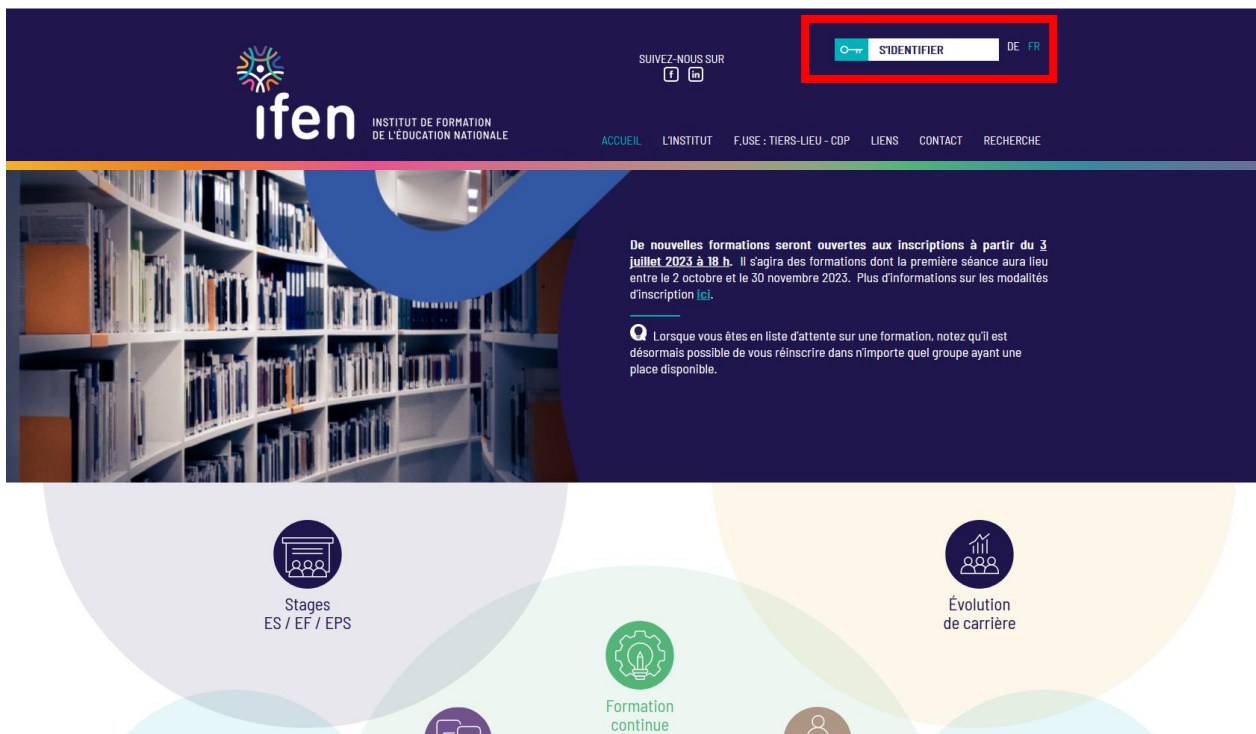 S'IDENTIFIER
DE FR
SUIVEZ-NOUS SUR
f in
ifen
INSTITUT DE FORMATION
DE L'ÉDUCATION NATIONALE
ACCUEIL L'INSTITUT F.USE : TIERS-LIEU - CDP LIENS CONTACT RECHERCHE
De nouvelles formations seront ouvertes aux inscriptions à partir du 3
juillet 2023 à 18 h. Il s'agira des formations dont la première séance aura lieu
entre le 2 octobre et le 30 novembre 2023. Plus d'informations sur les modalités
d'inscription ici.
Lorsque vous êtes en liste d'attente sur une formation, notez qu'il est
désormais possible de vous réinscrire dans n'importe quel groupe ayant une
place disponible.
Stages
ES / EF / EPS
Évolution
de carrière
Formation
continue